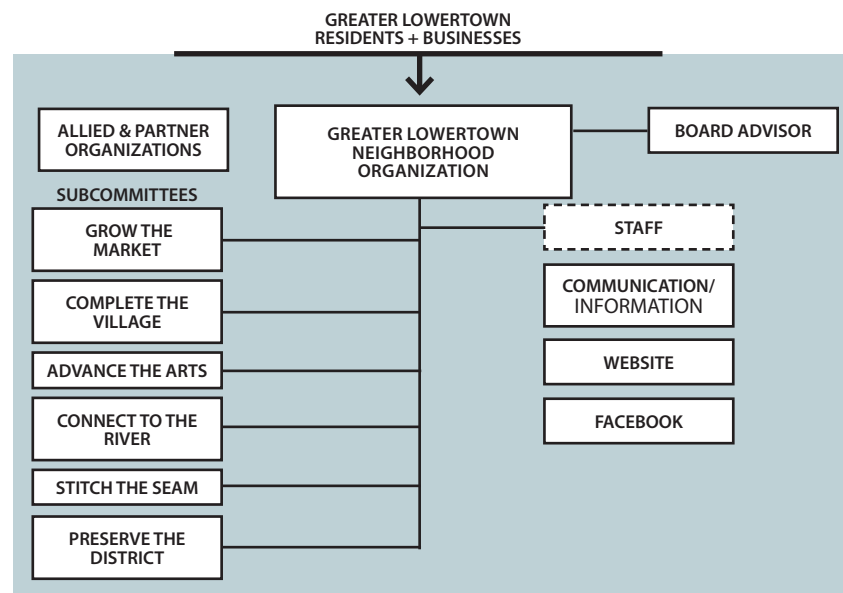 GREATER LOWERTOWN
RESIDENTS + BUSINESSES
ALLIED & PARTNER
ORGANIZATIONS
GREATER LOWERTOWN
NEIGHBORHOOD
ORGANIZATION
BOARD ADVISOR
SUBCOMMITTEES
GROW THE
MARKET
COMPLETE THE
VILLAGE
ADVANCE THE ARTS
CONNECT TO THE
RIVER
STITCH THE SEAM
PRESERVE THE
DISTRICT
STAFF
COMMUNICATION/
INFORMATION
WEBSITE
FACEBOOK